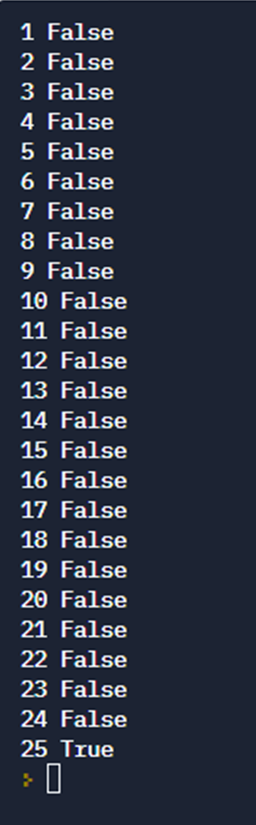 1 False
2 False
3 False
4 False
5 False
6 False
7 False
8 False
9 False
10 False
11 False
12 False
13 False
14 False
15 False
16 False
17 False
18 False
19 False
20 False
21 False
22 False
23 False
24 False
25 True